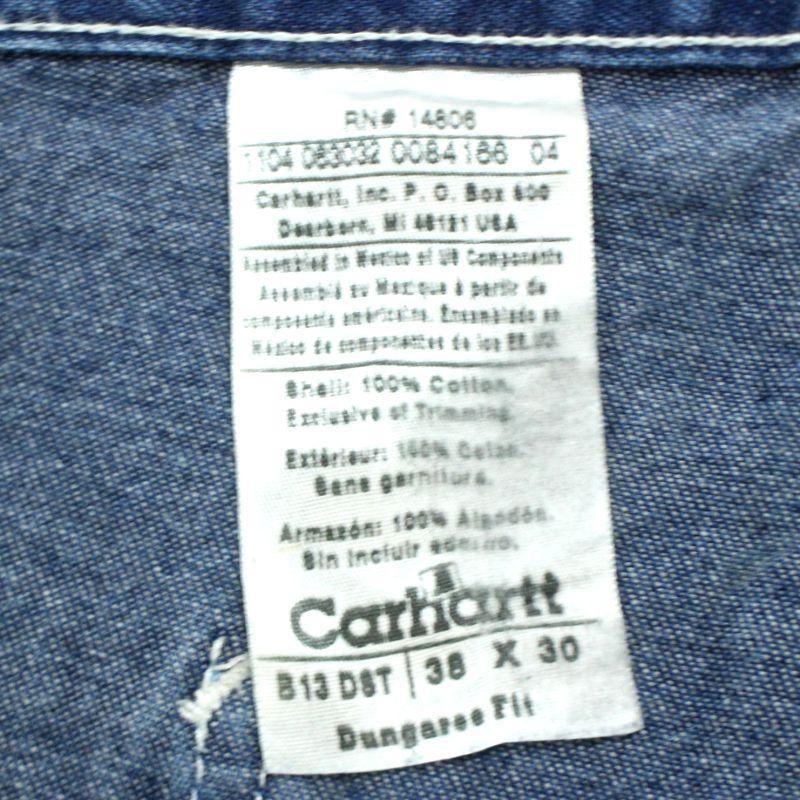 RN# 14806
1104 083032 0084166 04
Carhartt, Inc. P. O. Box 600
Dearborn, MI 48121 USA
Assembled in Mexico of US Components
Assemblé au Mexique à partir de
composants américains. Ensamblado en
México de componentes de los EE.UU.
Shell: 100% Cotton.
Exclusive of Trimming.
Extérieur: 100% Coton.
Sans garniture.
Armazón: 100% Algodón.
Sin incluir adorno.
Carhartt
B13 DST 38 X 30
Dungaree Fit